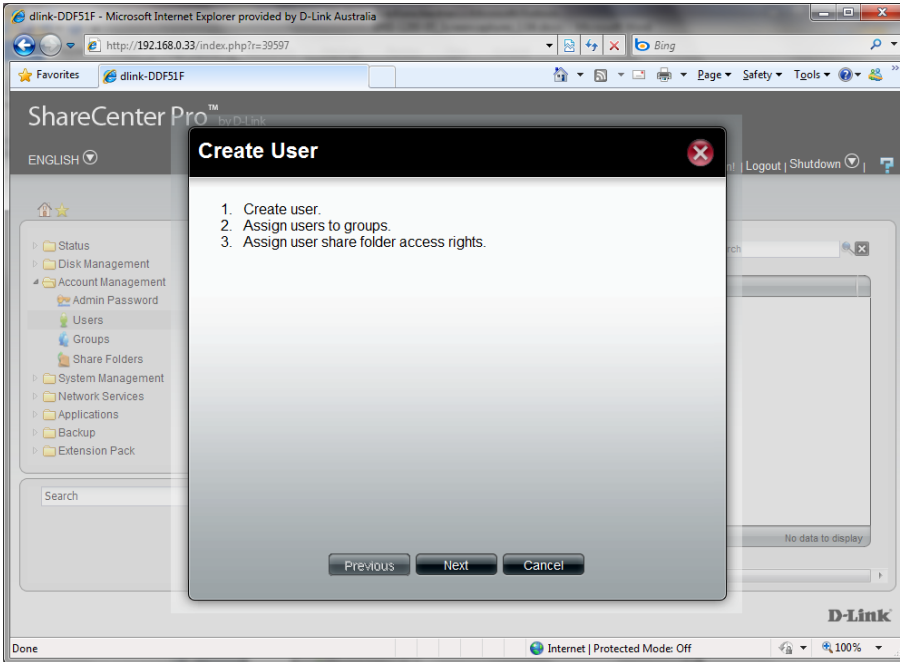 dlink-DDF51F - Microsoft Internet Explorer provided by D-Link Australia
http://192.168.0.33/index.php?r=39597
Bing
Favorites
dlink-DDF51F
Page Safety Tools
ShareCenter Pro™ by D-Link
ENGLISH
| Logout | Shutdown |
Create User
1. Create user.
2. Assign users to groups.
3. Assign user share folder access rights.
Status
Disk Management
Account Management
Admin Password
Users
Groups
Share Folders
System Management
Network Services
Applications
Backup
Extension Pack
Search
No data to display
Previous Next Cancel
D-Link
Done
Internet | Protected Mode: Off
100%